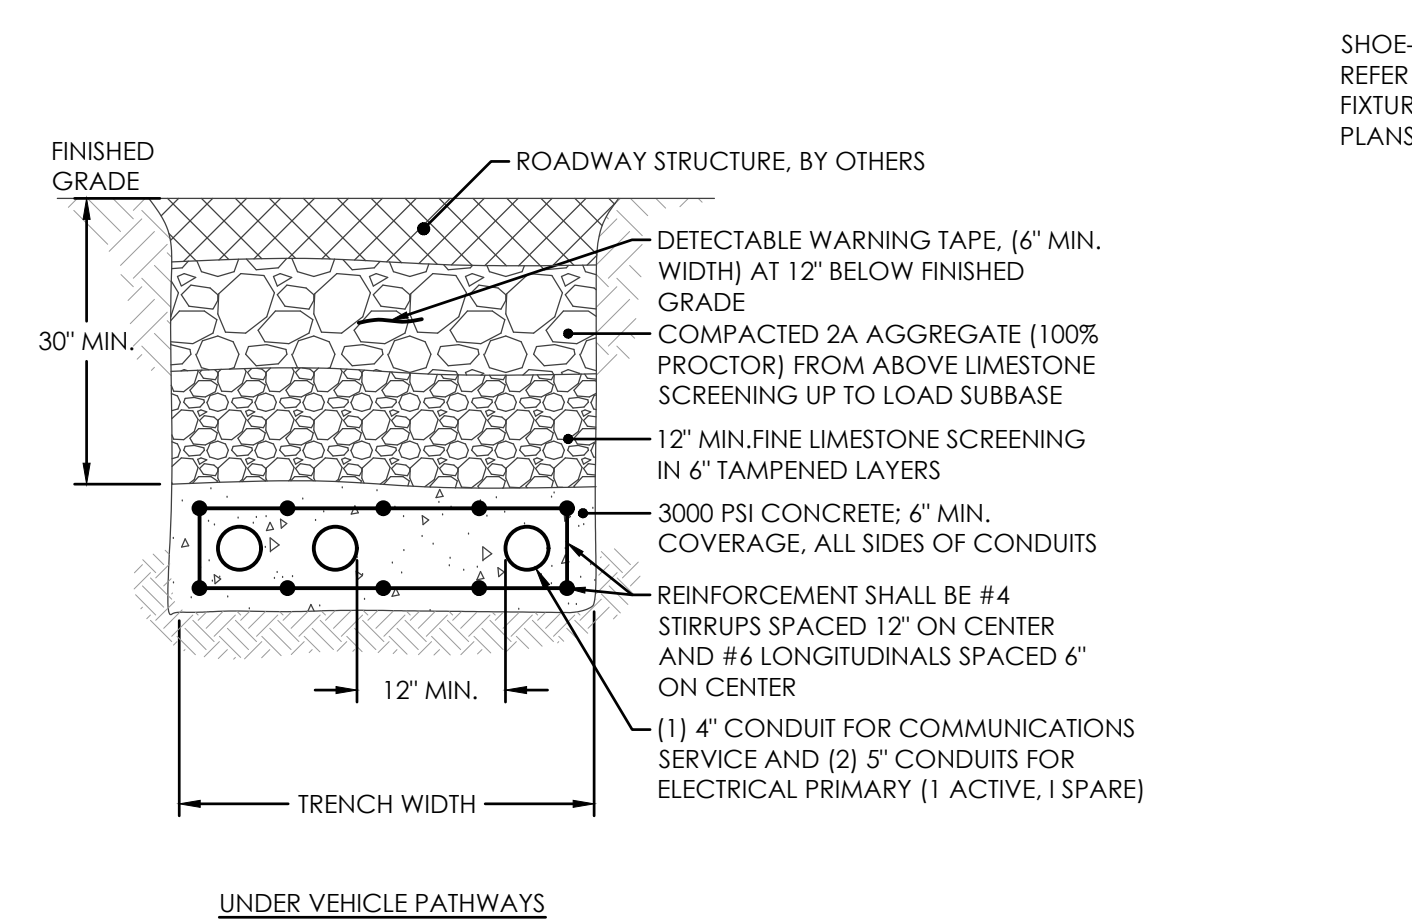 SHOE-
REFER
FIXTUR
PLANS
FINISHED
GRADE
ROADWAY STRUCTURE, BY OTHERS
DETECTABLE WARNING TAPE, (6" MIN.
WIDTH) AT 12" BELOW FINISHED
GRADE
30" MIN.
COMPACTED 2A AGGREGATE (100%
PROCTOR) FROM ABOVE LIMESTONE
SCREENING UP TO LOAD SUBBASE
12" MIN.FINE LIMESTONE SCREENING
IN 6" TAMPENED LAYERS
3000 PSI CONCRETE; 6" MIN.
COVERAGE, ALL SIDES OF CONDUITS
REINFORCEMENT SHALL BE #4
STIRRUPS SPACED 12" ON CENTER
AND #6 LONGITUDINALS SPACED 6"
ON CENTER
12" MIN.
(1) 4" CONDUIT FOR COMMUNICATIONS
SERVICE AND (2) 5" CONDUITS FOR
ELECTRICAL PRIMARY (1 ACTIVE, I SPARE)
TRENCH WIDTH
UNDER VEHICLE PATHWAYS